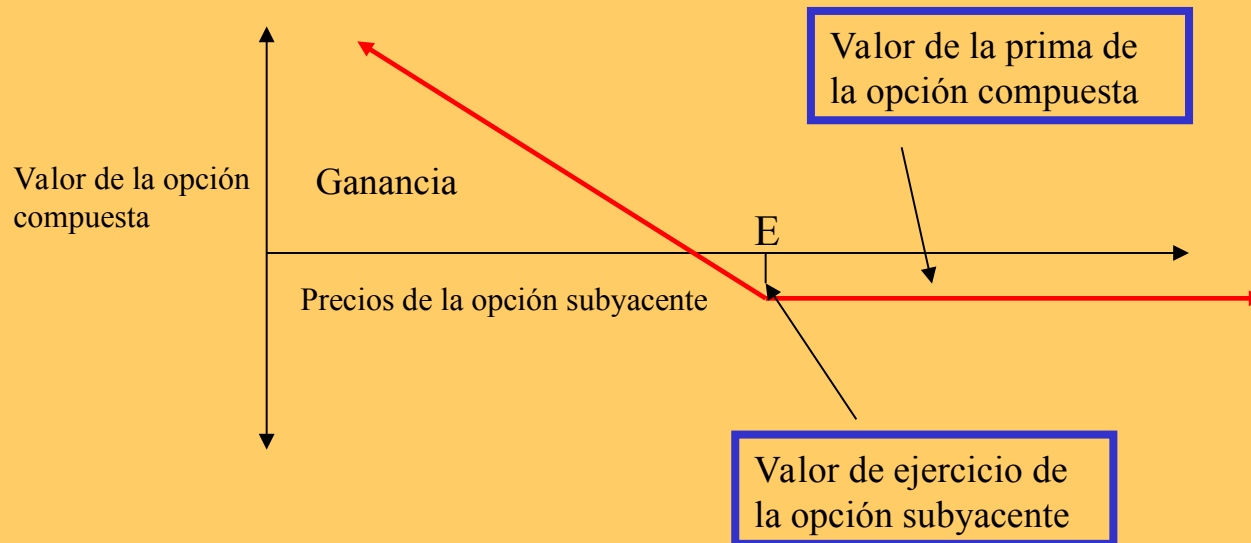 Valor de la prima de
la opción compuesta
Valor de la opción
compuesta
Ganancia
E
Precios de la opción subyacente
Valor de ejercicio de
la opción subyacente